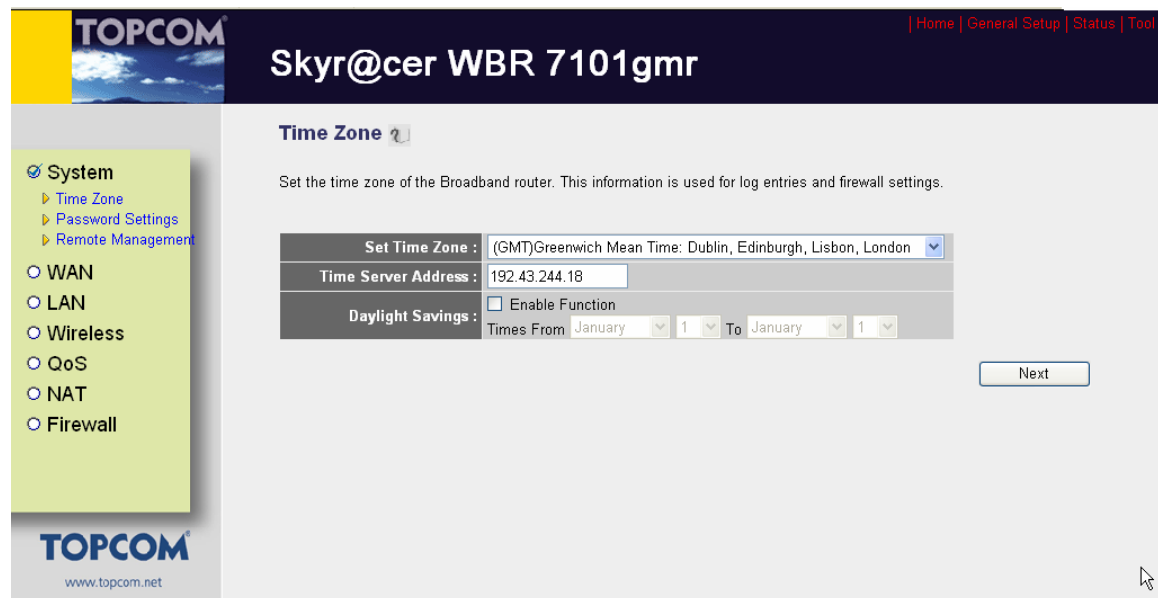 TOPCOM
| Home | General Setup | Status | Tool
Skyr@cer WBR 7101gmr
System
Time Zone
Password Settings
Remote Management
WAN
LAN
Wireless
QoS
NAT
Firewall
TOPCOM
www.topcom.net
Time Zone
Set the time zone of the Broadband router. This information is used for log entries and firewall settings.
Set Time Zone : (GMT)Greenwich Mean Time: Dublin, Edinburgh, Lisbon, London
Time Server Address : 192.43.244.18
Daylight Savings : Enable Function
Times From January 1 To January 1
Next